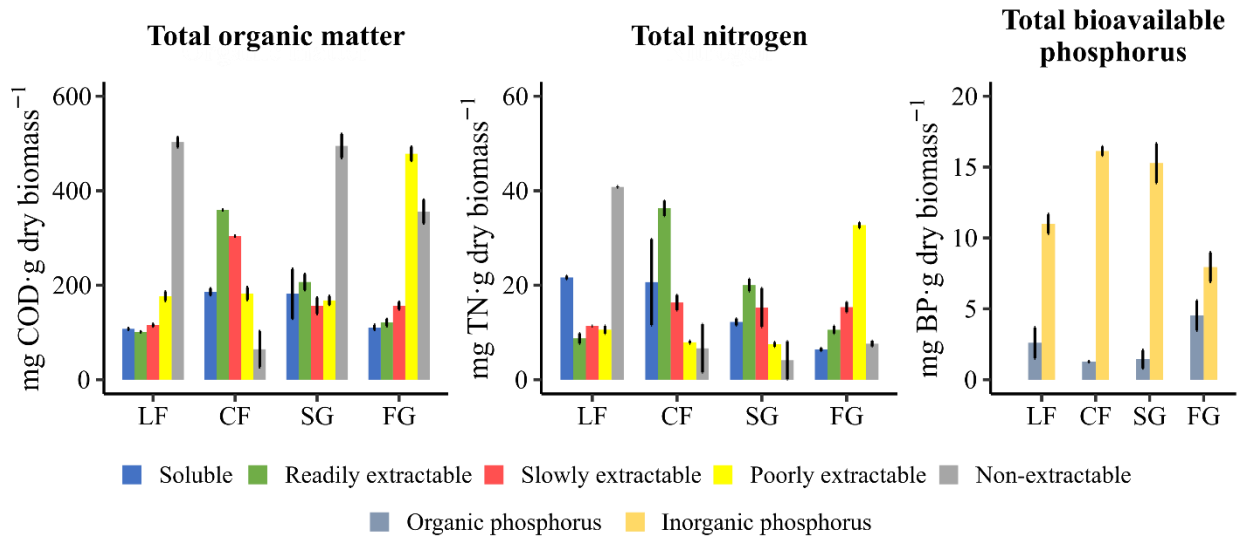 Total organic matter
Total nitrogen
Total bioavailable
phosphorus
mg COD·g dry biomass⁻¹
600
400
200
0
LF CF SG FG
mg TN·g dry biomass⁻¹
60
40
20
0
LF CF SG FG
mg BP·g dry biomass⁻¹
20
15
10
5
0
LF CF SG FG
Soluble Readily extractable Slowly extractable Poorly extractable Non-extractable
Organic phosphorus Inorganic phosphorus